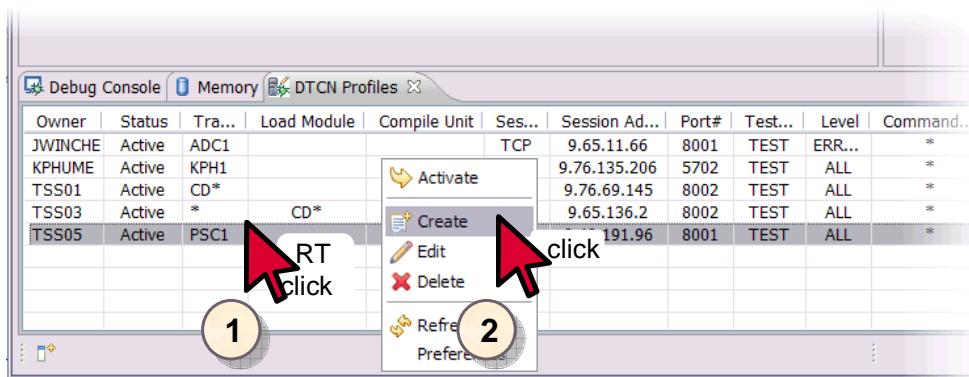 Debug Console Memory DTCN Profiles
Owner Status Tra... Load Module Compile Unit Ses... Session Ad... Port# Test... Level Command..
JWINCHE Active ADC1 TCP 9.65.11.66 8001 TEST ERR... *
KPHUME Active KPH1 9.76.135.206 5702 TEST ALL *
TSS01 Active CD* 9.76.69.145 8002 TEST ALL *
TSS03 Active * CD* 9.65.136.2 8002 TEST ALL *
TSS05 Active PSC1 191.96 8001 TEST ALL *
Activate
Create
Edit
Delete
Refre
Prefere
RT
click
click
1
2